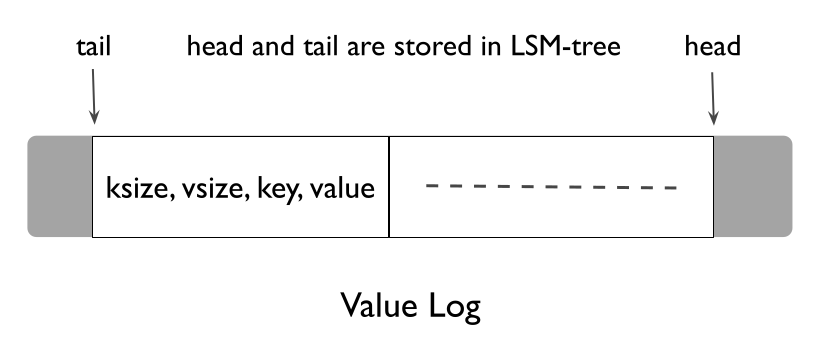 tail head and tail are stored in LSM-tree head
ksize, vsize, key, value
Value Log